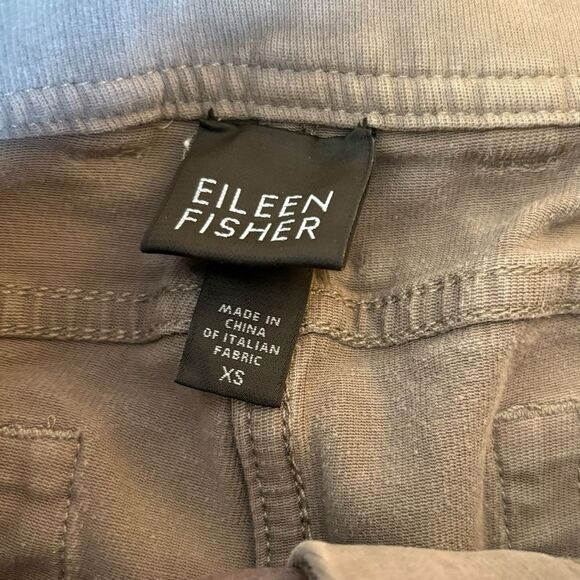 EILEEN
FISHER
MADE IN
CHINA
OF ITALIAN
FABRIC
XS